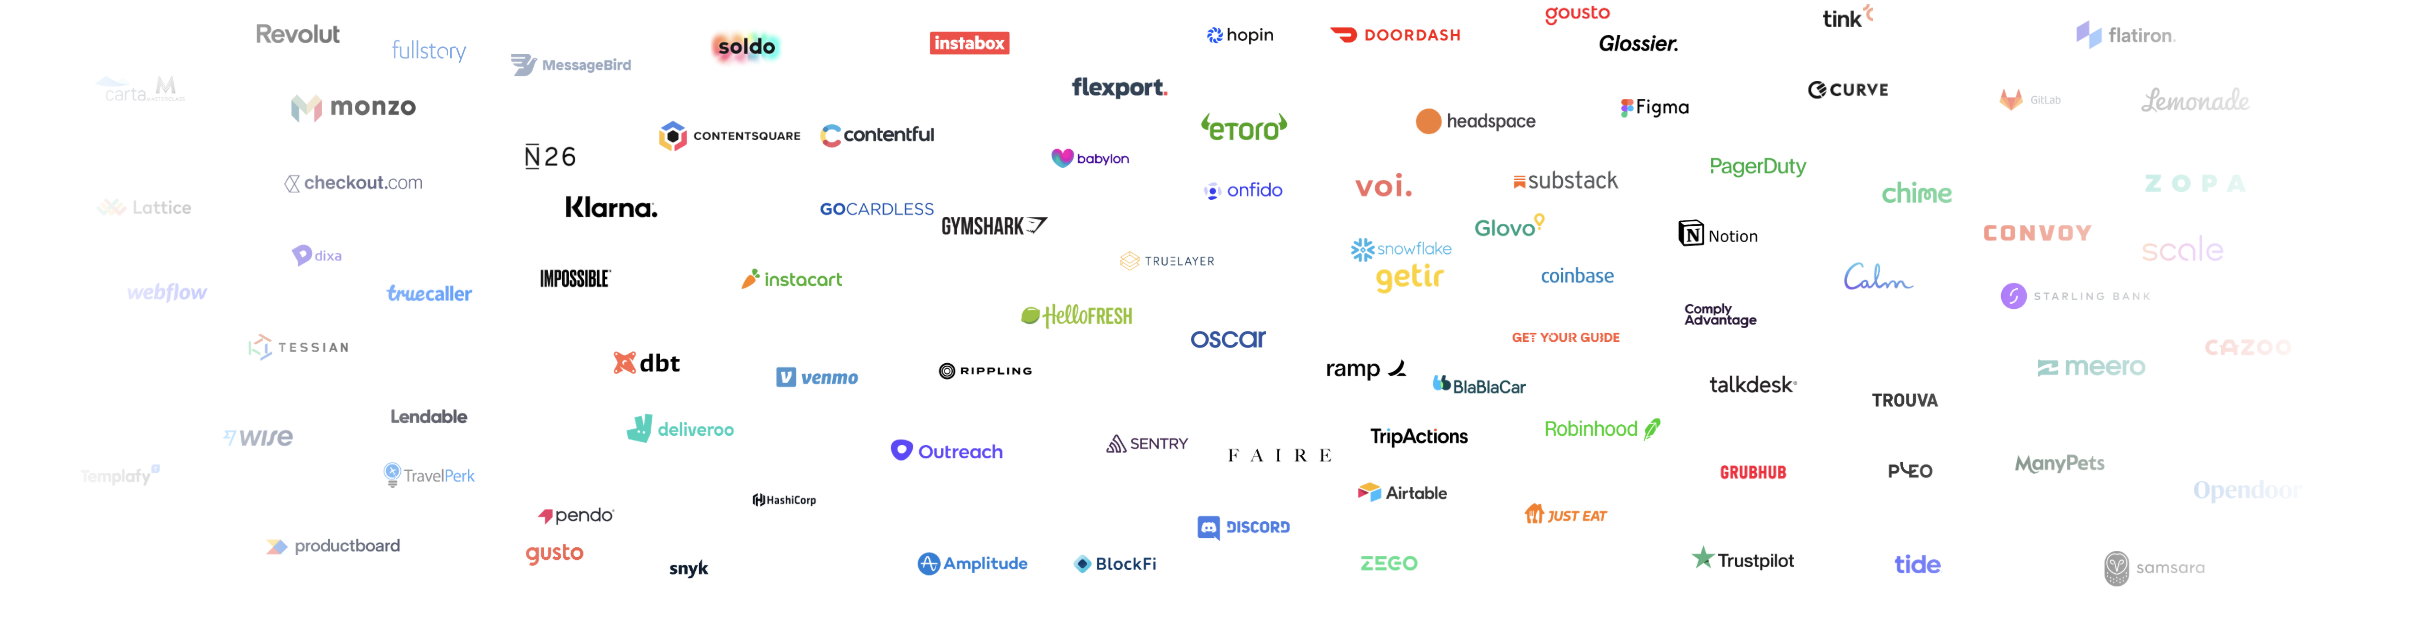 gousto
tink
Revolut
hopin
DOORDASH
flatiron.
fullstory
soldo
instabox
Glossier.
MessageBird
flexport.
carta
M
MASTERCLASS
CURVE
GitLab
Lemonade
monzo
Figma
headspace
CONTENTSQUARE
contentful
eToro
N26
babylon
PagerDuty
checkout.com
voi.
substack
ZOPA
onfido
chime
Lattice
Klarna.
GOCARDLESS
GYMSHARK
Glovo
Notion
CONVOY
snowflake
scale
dixa
TRUELAYER
IMPOSSIBLE
instacart
getir
coinbase
Calm
webflow
truecaller
STARLING BANK
HelloFRESH
Comply
Advantage
oscar
GET YOUR GUIDE
TESSIAN
CAZOO
dbt
venmo
RIPPLING
ramp
meero
BlaBlaCar
talkdesk
TROUVA
Lendable
deliveroo
Robinhood
wise
TripActions
Outreach
SENTRY
FAIRE
ManyPets
Templafy
TravelPerk
GRUBHUB
PLEO
Opendoor
HashiCorp
Airtable
pendo
JUST EAT
DISCORD
productboard
gusto
snyk
Amplitude
BlockFi
ZEGO
Trustpilot
tide
samsara